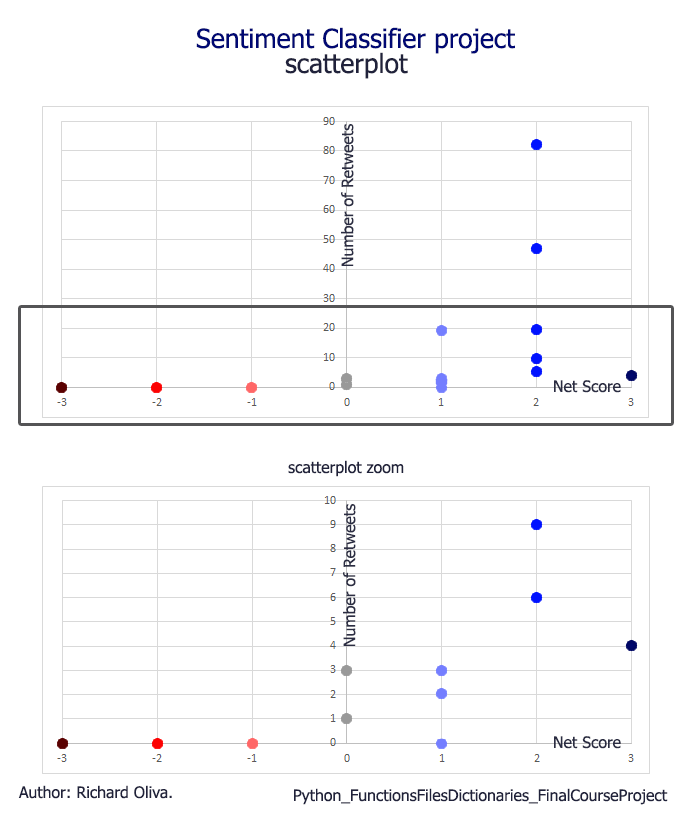 Sentiment Classifier project
scatterplot
Number of Retweets
90
80
70
60
50
40
30
20
10
0
Net Score
-3 -2 -1 0 1 2 3
scatterplot zoom
Number of Retweets
10
9
8
7
6
5
4
3
2
1
0
Net Score
-3 -2 -1 0 1 2 3
Author: Richard Oliva.
Python_FunctionsFilesDictionaries_FinalCourseProject